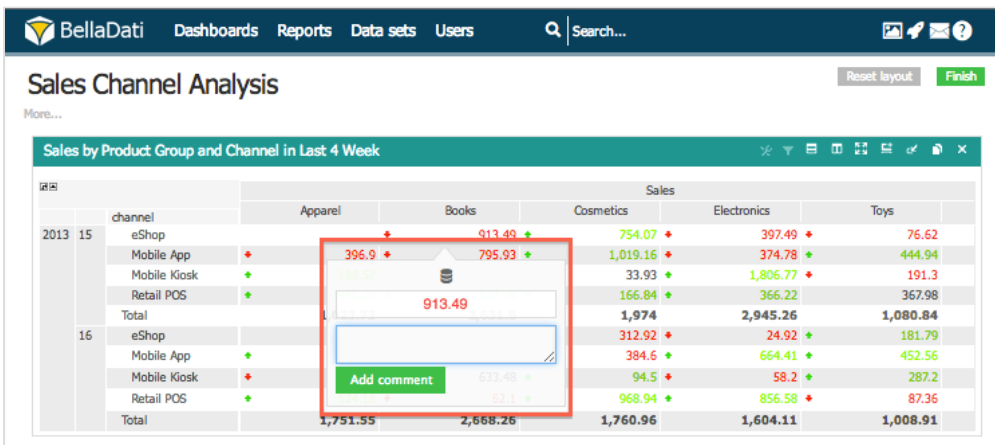 BellaDati Dashboards Reports Data sets Users Search...
Sales Channel Analysis Reset layout Finish
More...
Sales by Product Group and Channel in Last 4 Week
Sales
channel Apparel Books Cosmetics Electronics Toys
2013 15 eShop 913.49 754.07 397.49 76.62
Mobile App 396.9 795.93 1,019.16 374.78 444.94
Mobile Kiosk 33.93 1,806.77 191.3
Retail POS 166.84 366.22 367.98
Total 1,974 2,945.26 1,080.84
16 eShop 312.92 24.92 181.79
Mobile App 384.6 664.41 452.56
Mobile Kiosk 633.48 94.5 58.2 287.2
Retail POS 62.1 968.94 856.58 87.36
Total 1,751.55 2,668.26 1,760.96 1,604.11 1,008.91
913.49
Add comment